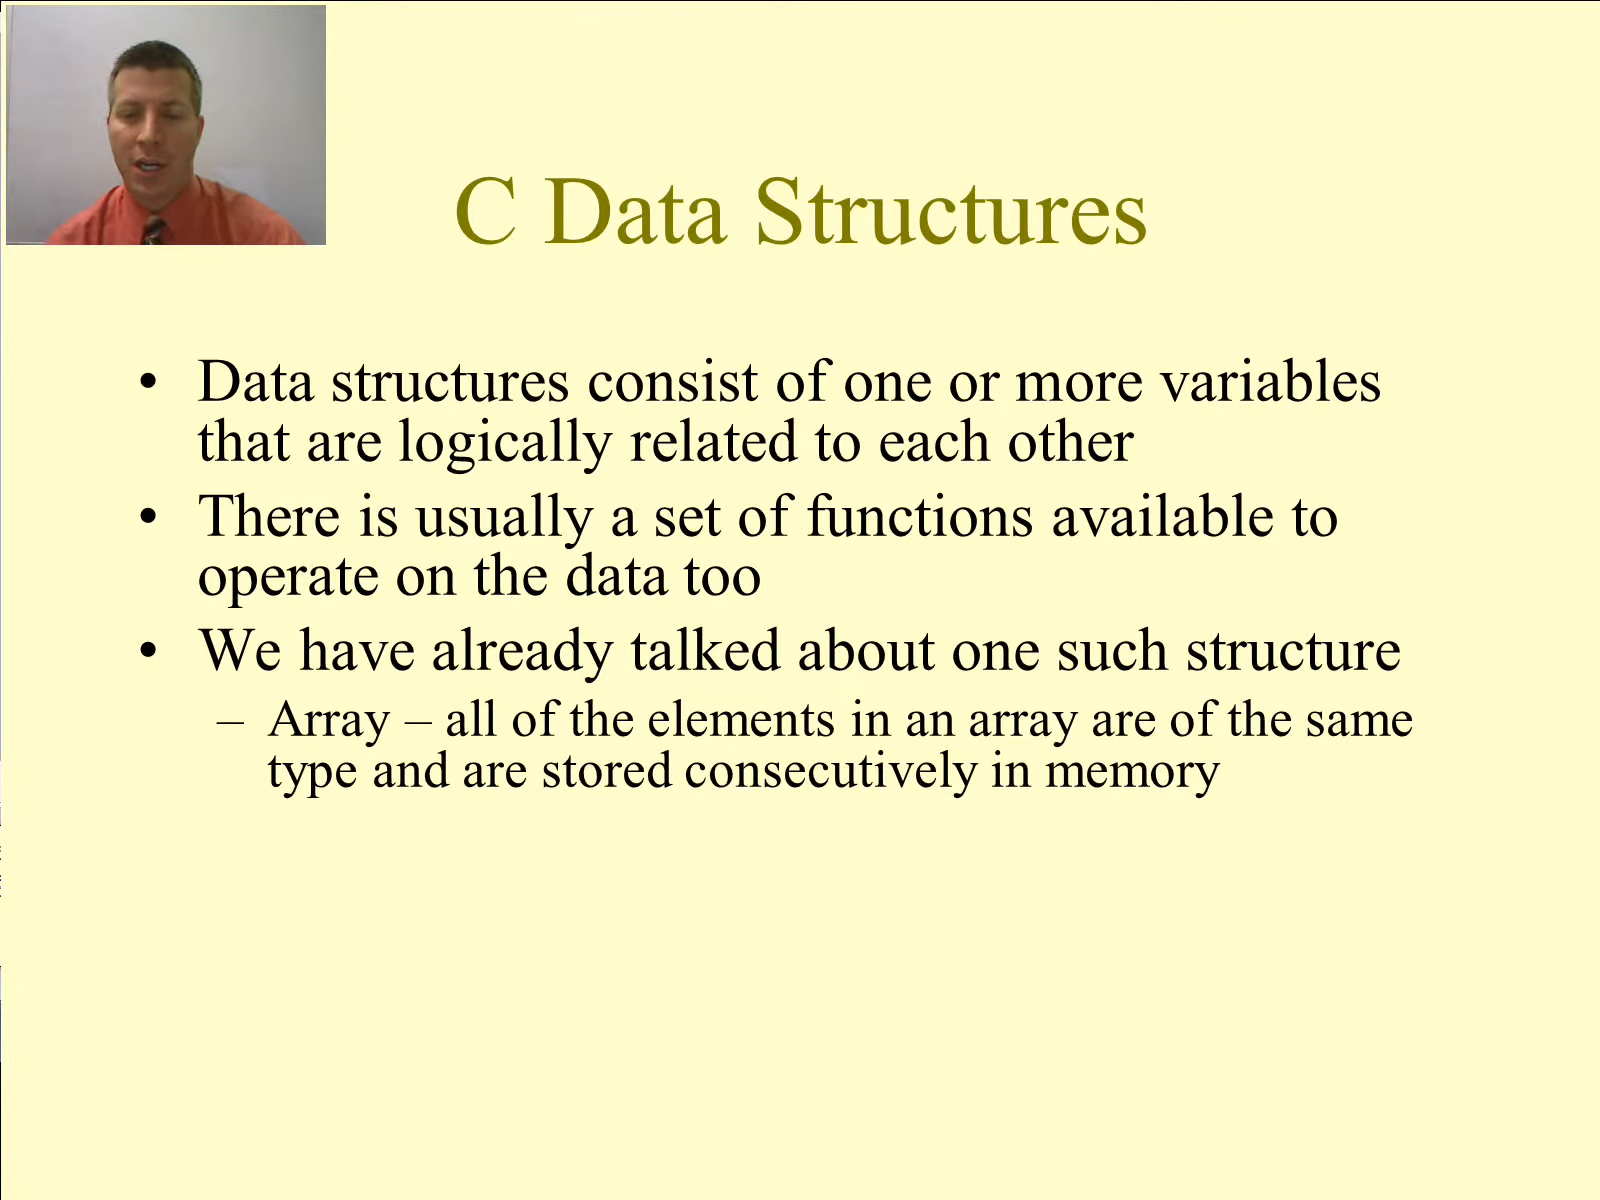 C Data Structures
• Data structures consist of one or more variables
that are logically related to each other
• There is usually a set of functions available to
operate on the data too
• We have already talked about one such structure
– Array – all of the elements in an array are of the same
type and are stored consecutively in memory